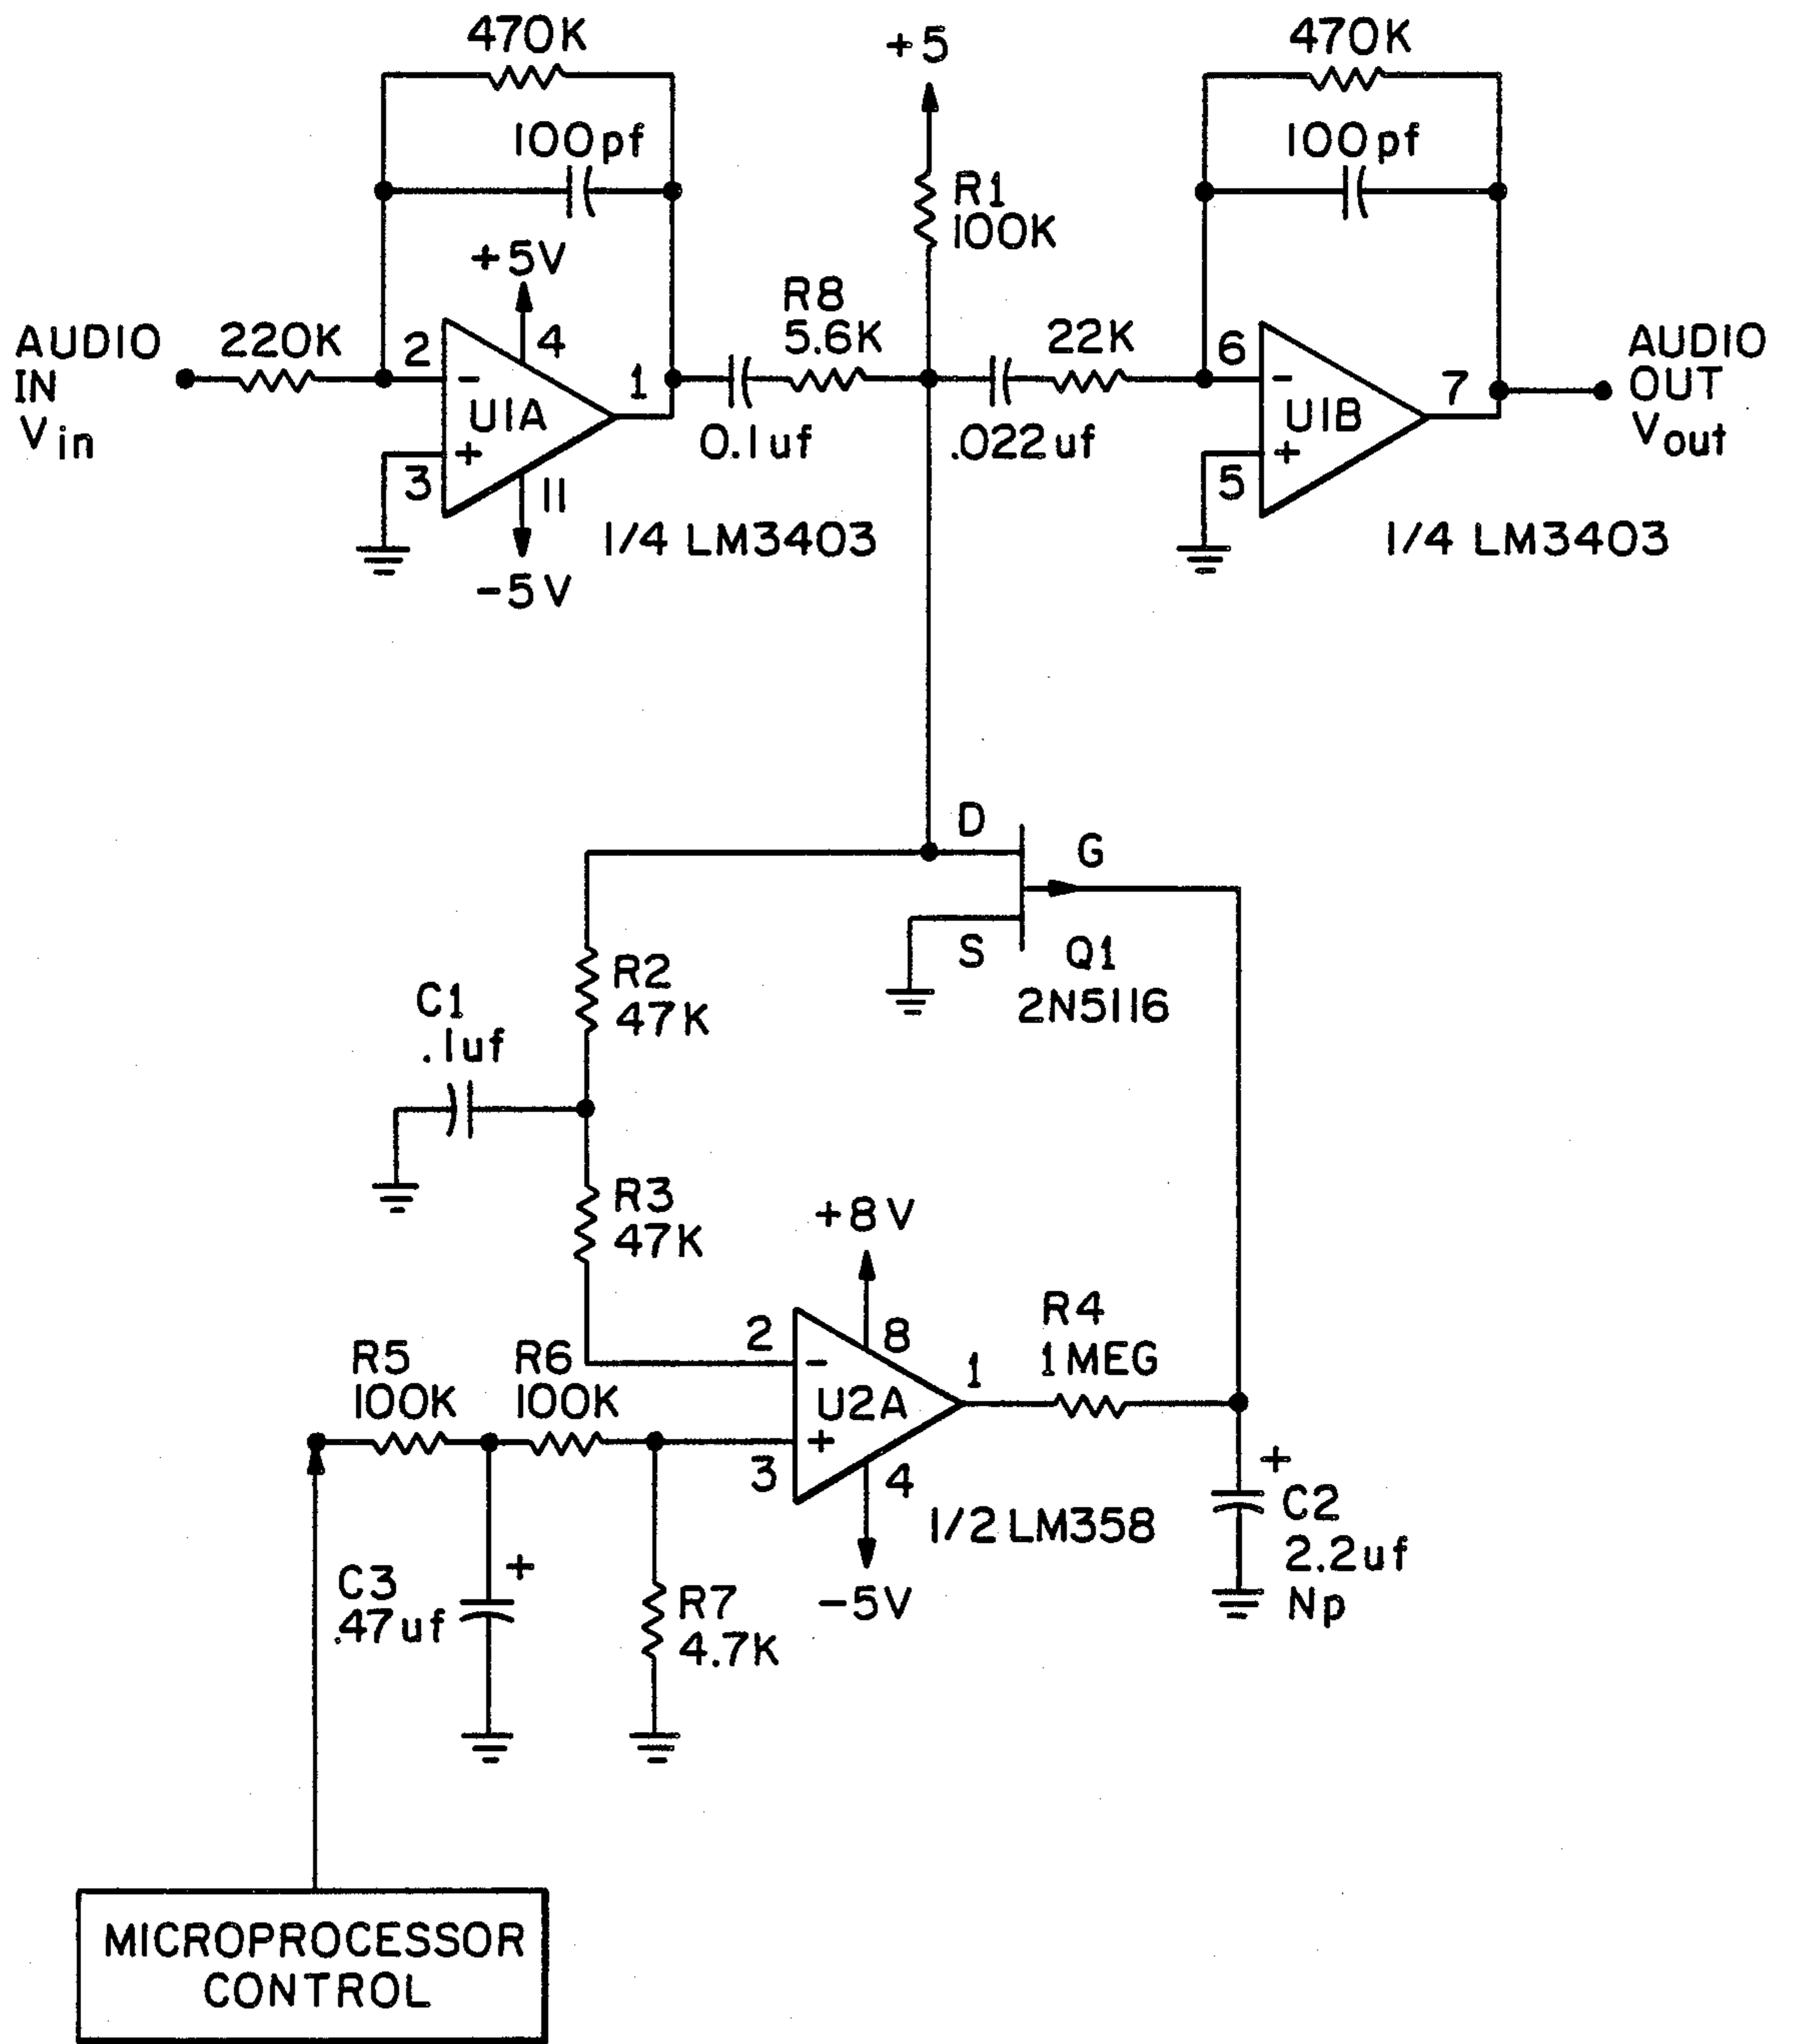 470K
+5
470K
100pf
R1
100K
100pf
+5V
4
R8
5.6K
AUDIO
IN
Vin
220K
2
-
U1A
+
3
11
-5V
1
0.1uf
1/4 LM3403
22K
.022uf
6
-
U1B
+
5
7
AUDIO
OUT
Vout
1/4 LM3403
D
G
S
Q1
2N5116
R2
47K
C1
.1uf
R3
47K
+8V
8
2
-
U2A
+
3
4
-5V
1
R4
1MEG
1/2 LM358
R5
100K
R6
100K
C3
.47uf
+
R7
4.7K
+
C2
2.2uf
Np
MICROPROCESSOR
CONTROL